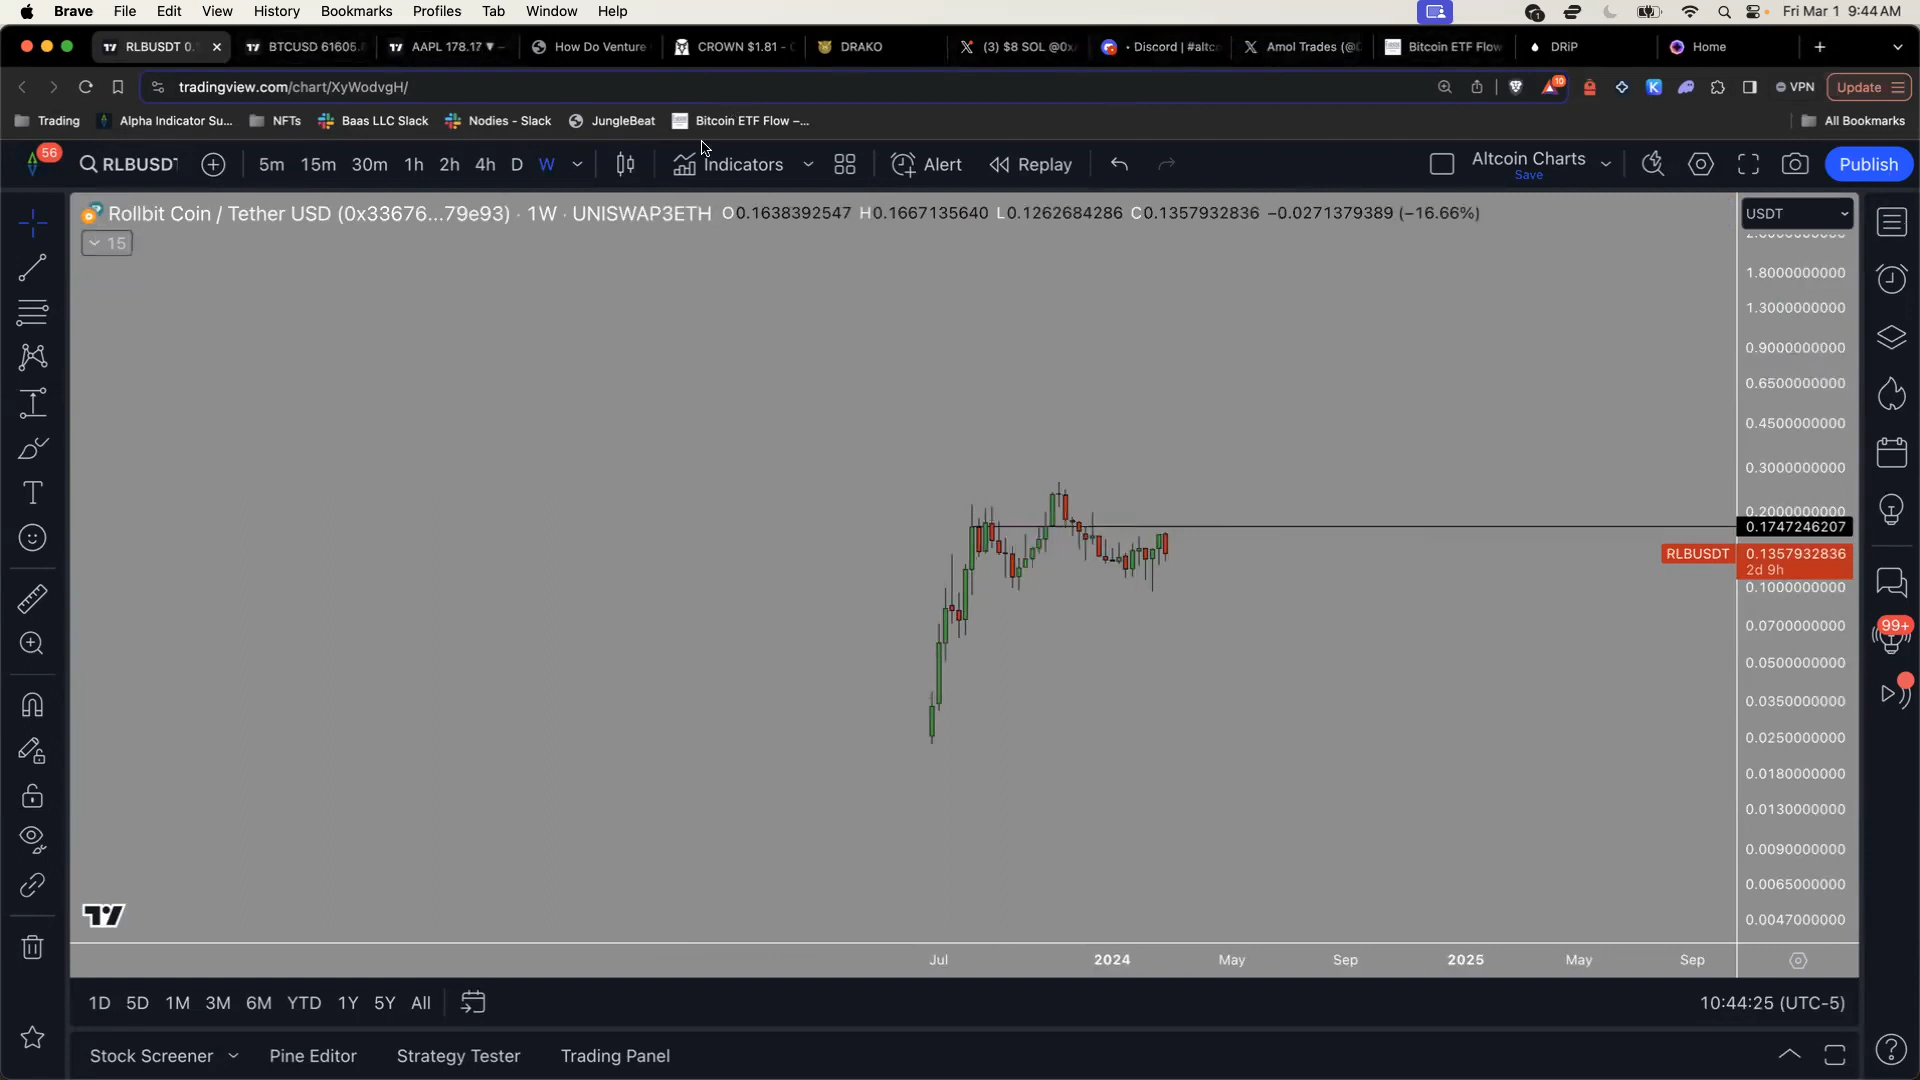 Brave File Edit View History Bookmarks Profiles Tab Window Help Fri Mar 1 9:44 AM
RLBUSDT 0. BTCUSD 61605. AAPL 178.17 ▼ How Do Venture CROWN $1.81 - DRAKO (3) $8 SOL @0x • Discord | #altc Amol Trades (@ Bitcoin ETF Flow DRiP Home
tradingview.com/chart/XyWodvgH/ 10 VPN Update
Trading Alpha Indicator Su... NFTs Baas LLC Slack Nodies - Slack JungleBeat Bitcoin ETF Flow –... All Bookmarks
56 RLBUSDT 5m 15m 30m 1h 2h 4h D W Indicators Alert Replay Altcoin Charts Save Publish
Rollbit Coin / Tether USD (0x33676...79e93) · 1W · UNISWAP3ETH O0.1638392547 H0.1667135640 L0.1262684286 C0.1357932836 −0.0271379389 (−16.66%)
USDT
15
1.8000000000
1.3000000000
0.9000000000
0.6500000000
0.4500000000
0.3000000000
0.2000000000
0.1747246207
RLBUSDT 0.1357932836
2d 9h
0.1000000000
0.0700000000
99+
0.0500000000
0.0350000000
0.0250000000
0.0180000000
0.0130000000
0.0090000000
0.0065000000
0.0047000000
Jul 2024 May Sep 2025 May Sep
1D 5D 1M 3M 6M YTD 1Y 5Y All 10:44:25 (UTC-5)
Stock Screener Pine Editor Strategy Tester Trading Panel